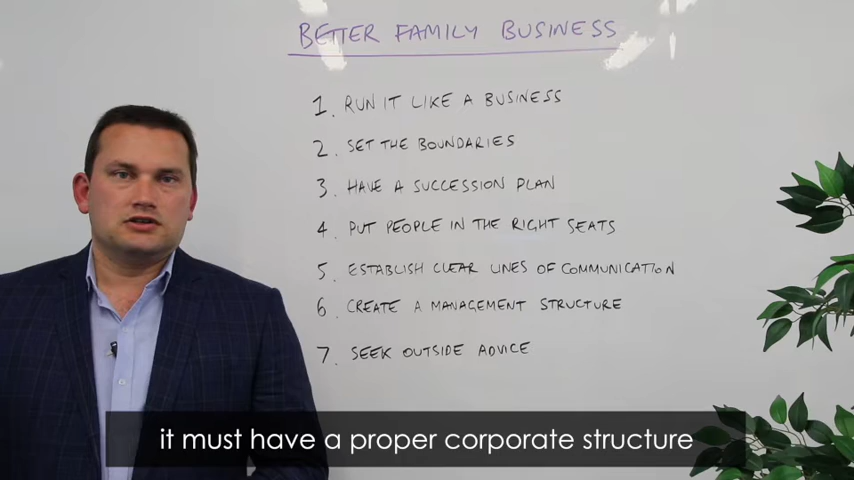 BETTER FAMILY BUSINESS
1. RUN IT LIKE A BUSINESS
2. SET THE BOUNDARIES
3. HAVE A SUCCESSION PLAN
4. PUT PEOPLE IN THE RIGHT SEATS
5. ESTABLISH CLEAR LINES OF COMMUNICATION
6. CREATE A MANAGEMENT STRUCTURE
7. SEEK OUTSIDE ADVICE
it must have a proper corporate structure